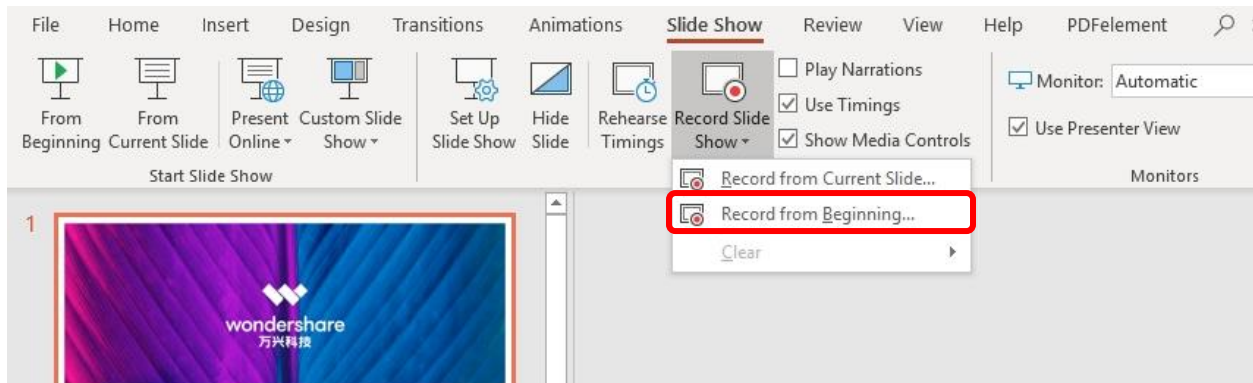 File Home Insert Design Transitions Animations Slide Show Review View Help PDFelement
From Beginning
From Current Slide
Present Online
Custom Slide Show
Set Up Slide Show
Hide Slide
Rehearse Timings
Record Slide Show
Play Narrations
Use Timings
Show Media Controls
Monitor: Automatic
Use Presenter View
Start Slide Show
Monitors
Record from Current Slide...
Record from Beginning...
Clear
1
wondershare
万兴科技